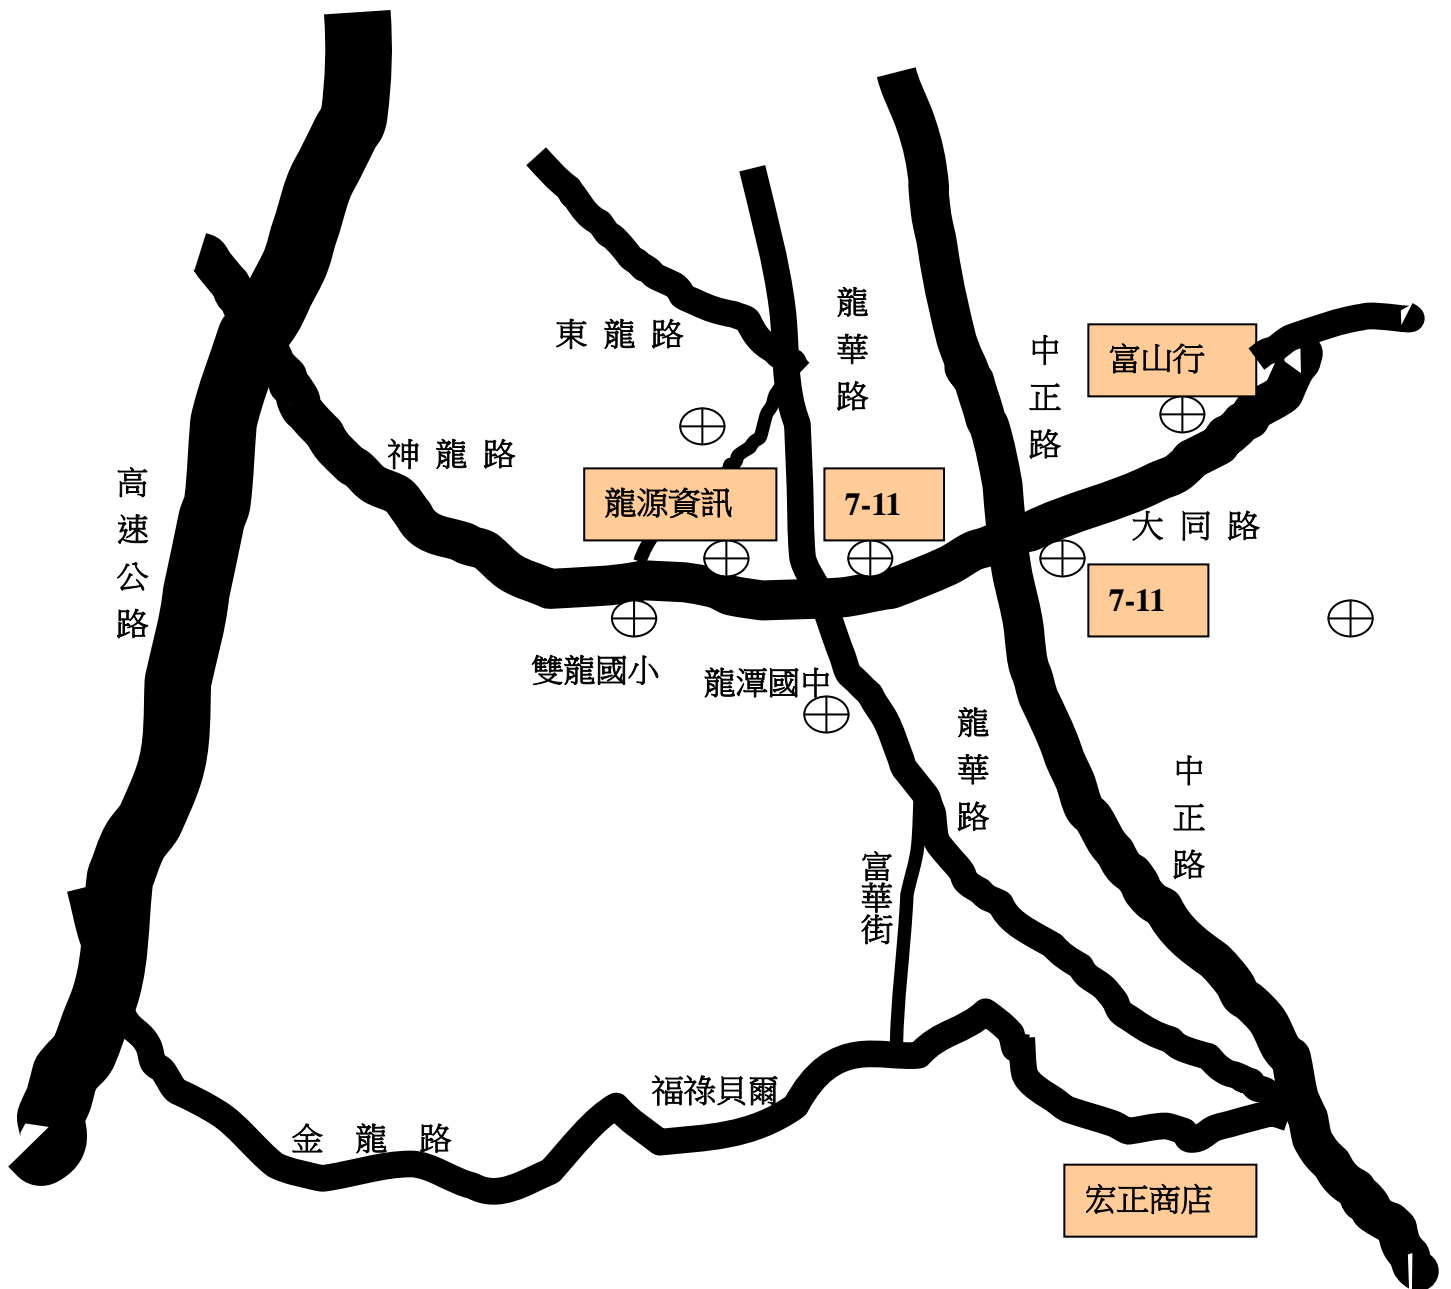 龍華路
東 龍 路
中正路
富山行
神 龍 路
高速公路
龍源資訊
7-11
大 同 路
7-11
雙龍國小
龍潭國中
龍華路
中正路
富華街
福祿貝爾
金 龍 路
宏正商店